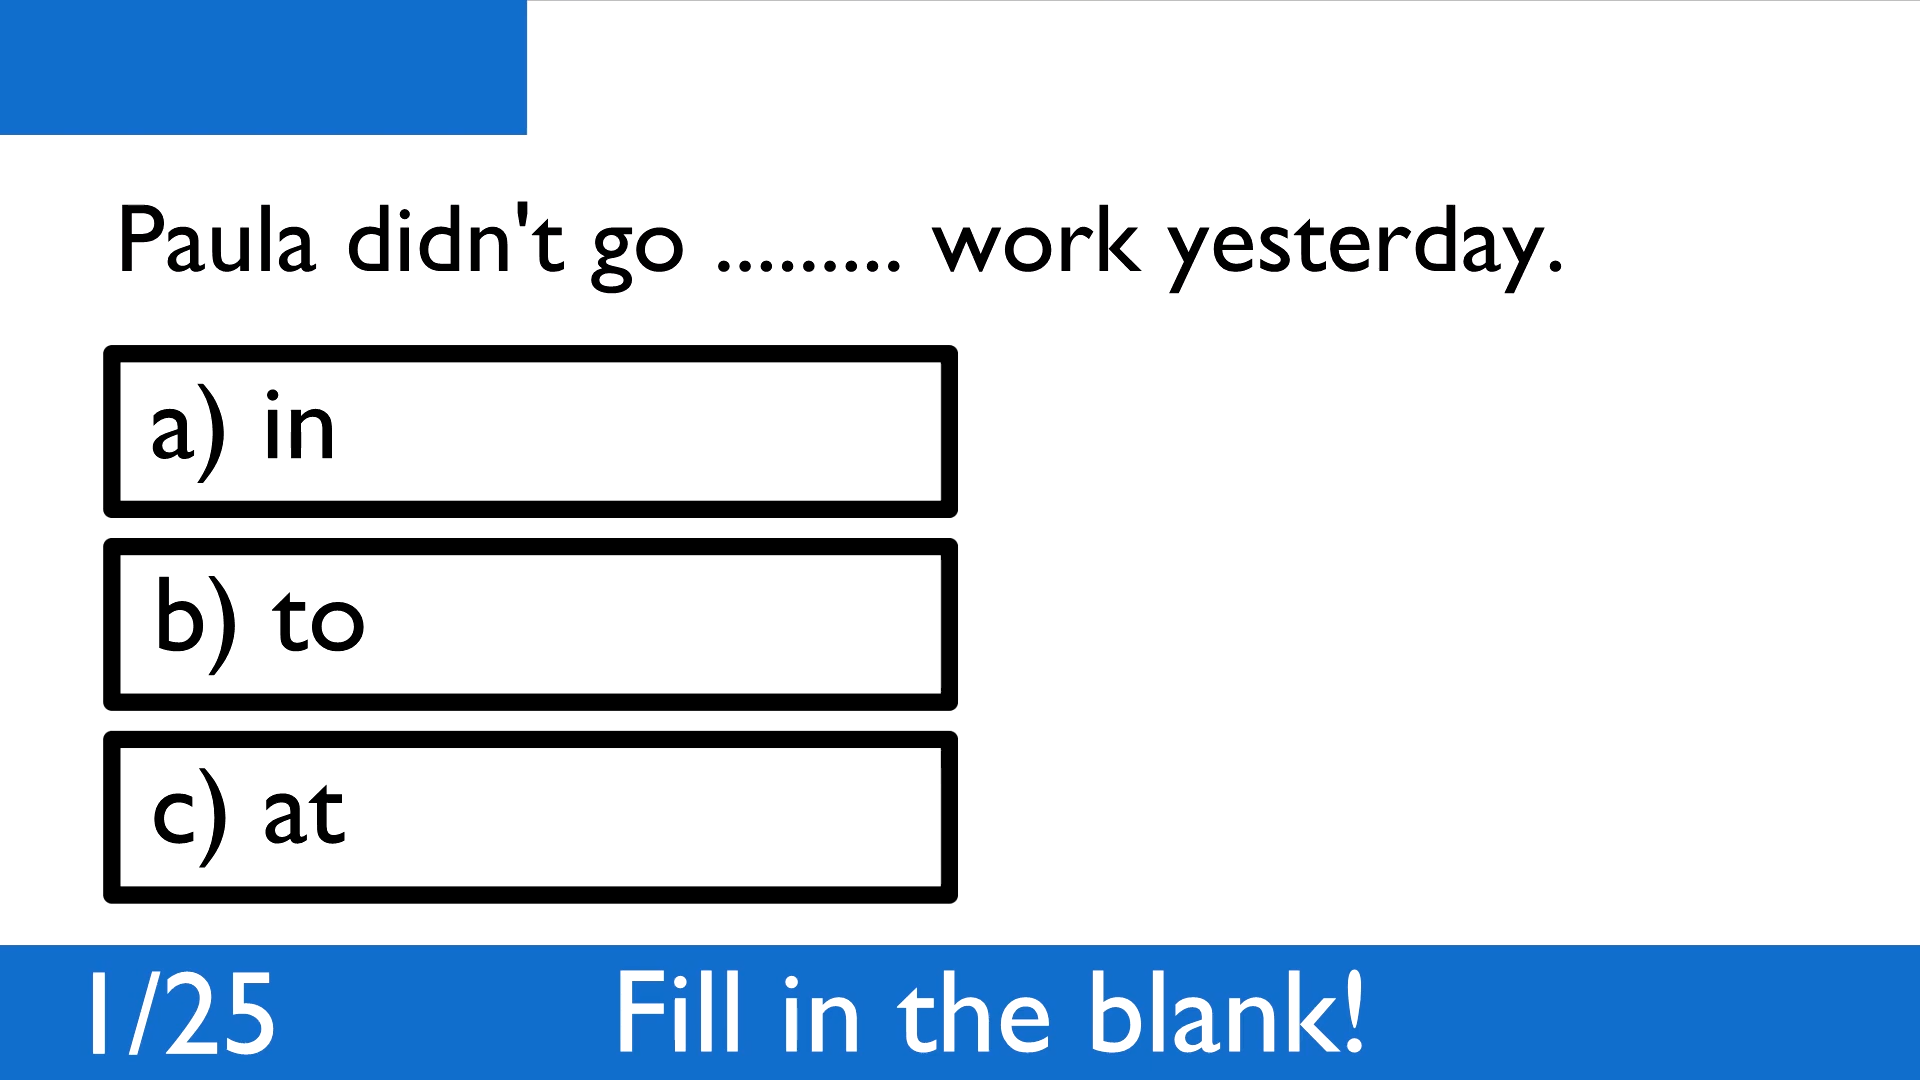 Paula didn't go ......... work yesterday.
a) in
b) to
c) at
1/25
Fill in the blank!